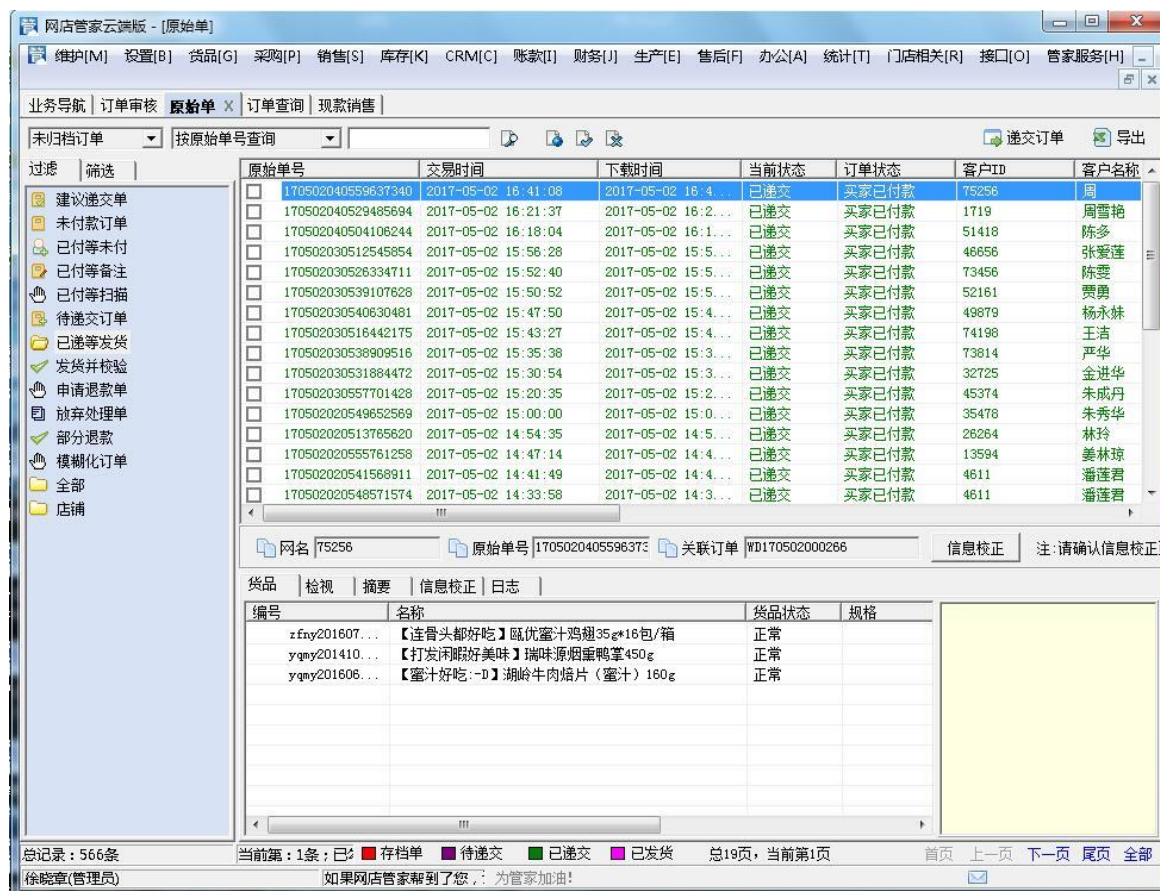 网店管家云端版 - [原始单]
维护[M] 设置[B] 货品[G] 采购[P] 销售[S] 库存[K] CRM[C] 账款[I] 财务[J] 生产[E] 售后[F] 办公[A] 统计[T] 门店相关[R] 接口[O] 管家服务[H]
业务导航 订单审核 原始单 X 订单查询 现款销售
未归档订单 按原始单号查询 递交订单 导出
过滤 筛选
建议递交单
未付款订单
已付等未付
已付等备注
已付等扫描
待递交订单
已递等发货
发货并校验
申请退款单
放弃处理单
部分退款
模糊化订单
全部
店铺
原始单号 交易时间 下载时间 当前状态 订单状态 客户ID 客户名称
170502040559637340 2017-05-02 16:41:08 2017-05-02 16:4... 已递交 买家已付款 75256 周
170502040529485694 2017-05-02 16:21:37 2017-05-02 16:2... 已递交 买家已付款 1719 周雪艳
170502040504106244 2017-05-02 16:18:04 2017-05-02 16:1... 已递交 买家已付款 51418 陈多
170502030512545854 2017-05-02 15:56:28 2017-05-02 15:5... 已递交 买家已付款 46656 张爱莲
170502030526334711 2017-05-02 15:52:40 2017-05-02 15:5... 已递交 买家已付款 73456 陈雯
170502030539107628 2017-05-02 15:50:52 2017-05-02 15:5... 已递交 买家已付款 52161 贾勇
170502030540630481 2017-05-02 15:47:50 2017-05-02 15:4... 已递交 买家已付款 49879 杨永妹
170502030516442175 2017-05-02 15:43:27 2017-05-02 15:4... 已递交 买家已付款 74198 王洁
170502030538909516 2017-05-02 15:35:38 2017-05-02 15:3... 已递交 买家已付款 73814 严华
170502030531884472 2017-05-02 15:30:54 2017-05-02 15:3... 已递交 买家已付款 32725 金进华
170502030557701428 2017-05-02 15:20:35 2017-05-02 15:2... 已递交 买家已付款 45374 朱成丹
170502020549652569 2017-05-02 15:00:00 2017-05-02 15:0... 已递交 买家已付款 35478 朱秀华
170502020513765620 2017-05-02 14:54:35 2017-05-02 14:5... 已递交 买家已付款 26264 林玲
170502020555761258 2017-05-02 14:47:14 2017-05-02 14:4... 已递交 买家已付款 13594 姜林琼
170502020541568911 2017-05-02 14:41:49 2017-05-02 14:4... 已递交 买家已付款 4611 潘莲君
170502020548571574 2017-05-02 14:33:58 2017-05-02 14:3... 已递交 买家已付款 4611 潘莲君
网名 75256 原始单号 1705020405596373 关联订单 WD170502000266 信息校正 注:请确认信息校正
货品 检视 摘要 信息校正 日志
编号 名称 货品状态 规格
zfny201607... 【连骨头都好吃】瓯优蜜汁鸡翅35g*16包/箱 正常
yqmy201410... 【打发闲暇好美味】瑞味源烟熏鸭掌450g 正常
yqmy201606... 【蜜汁好吃:-D】湖岭牛肉焙片（蜜汁）160g 正常
总记录：566条 当前第：1条；已 存档单 待递交 已递交 已发货 总19页，当前第1页 首页 上一页 下一页 尾页 全部
徐晓章(管理员) 如果网店管家帮到了您， 为管家加油!